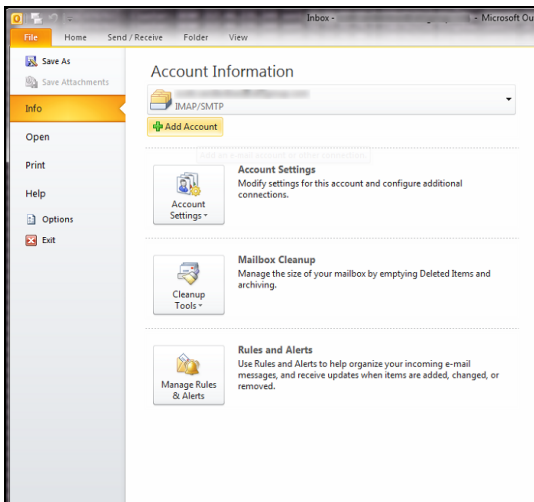 Inbox -
- Microsoft Ou
File Home Send / Receive Folder View
Save As
Save Attachments
Info
Open
Print
Help
Options
Exit
Account Information
IMAP/SMTP
Add Account
Account Settings
Modify settings for this account and configure additional
connections.
Account
Settings
Mailbox Cleanup
Manage the size of your mailbox by emptying Deleted Items and
archiving.
Cleanup
Tools
Rules and Alerts
Use Rules and Alerts to help organize your incoming e-mail
messages, and receive updates when items are added, changed, or
removed.
Manage Rules
& Alerts